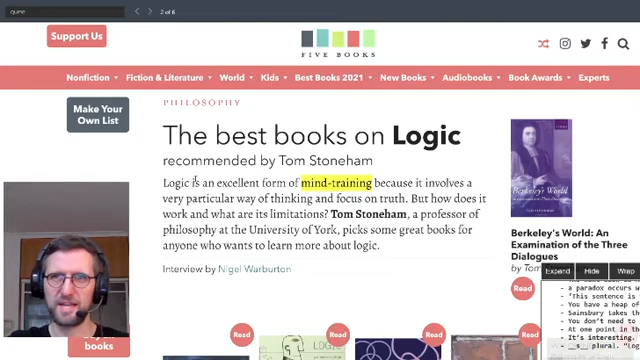 quine
2 of 6
Support Us
FIVE BOOKS
Nonfiction
Fiction & Literature
World
Kids
Best Books 2021
New Books
Audiobooks
Book Awards
Experts
Make Your
Own List
PHILOSOPHY
The best books on Logic
recommended by Tom Stoneham
Logic is an excellent form of mind-training because it involves a
very particular way of thinking and focus on truth. But how does it
work and what are its limitations? Tom Stoneham, a professor of
philosophy at the University of York, picks some great books for
anyone who wants to learn more about logic.
Interview by Nigel Warburton
Berkeley's World
Berkeley's World: An
Examination of the Three
Dialogues
by Tom
Read
Expand
Hide
Wrap
- a paradox occurs w
- 'This sentence is
- You have a heap of
- Sainsbury takes th
- You don't need to
- At one point in th
- It's interesting.
books
Read
LOGIC
Read
Read